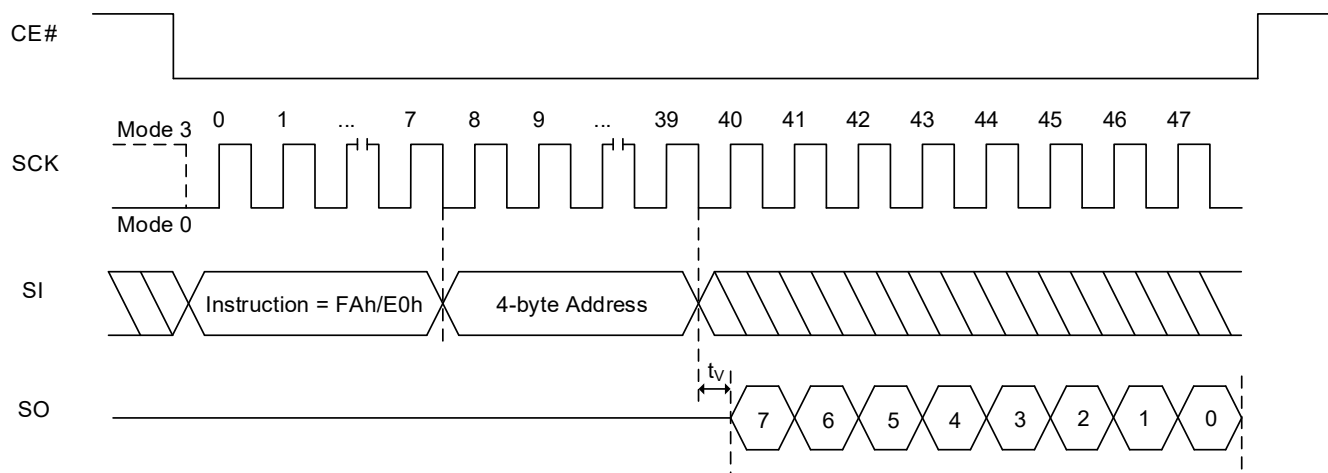 CE#
Mode 3
0 1 ... 7 8 9 ... 39 40 41 42 43 44 45 46 47
SCK
Mode 0
SI
Instruction = FAh/E0h
4-byte Address
tV
SO
7 6 5 4 3 2 1 0